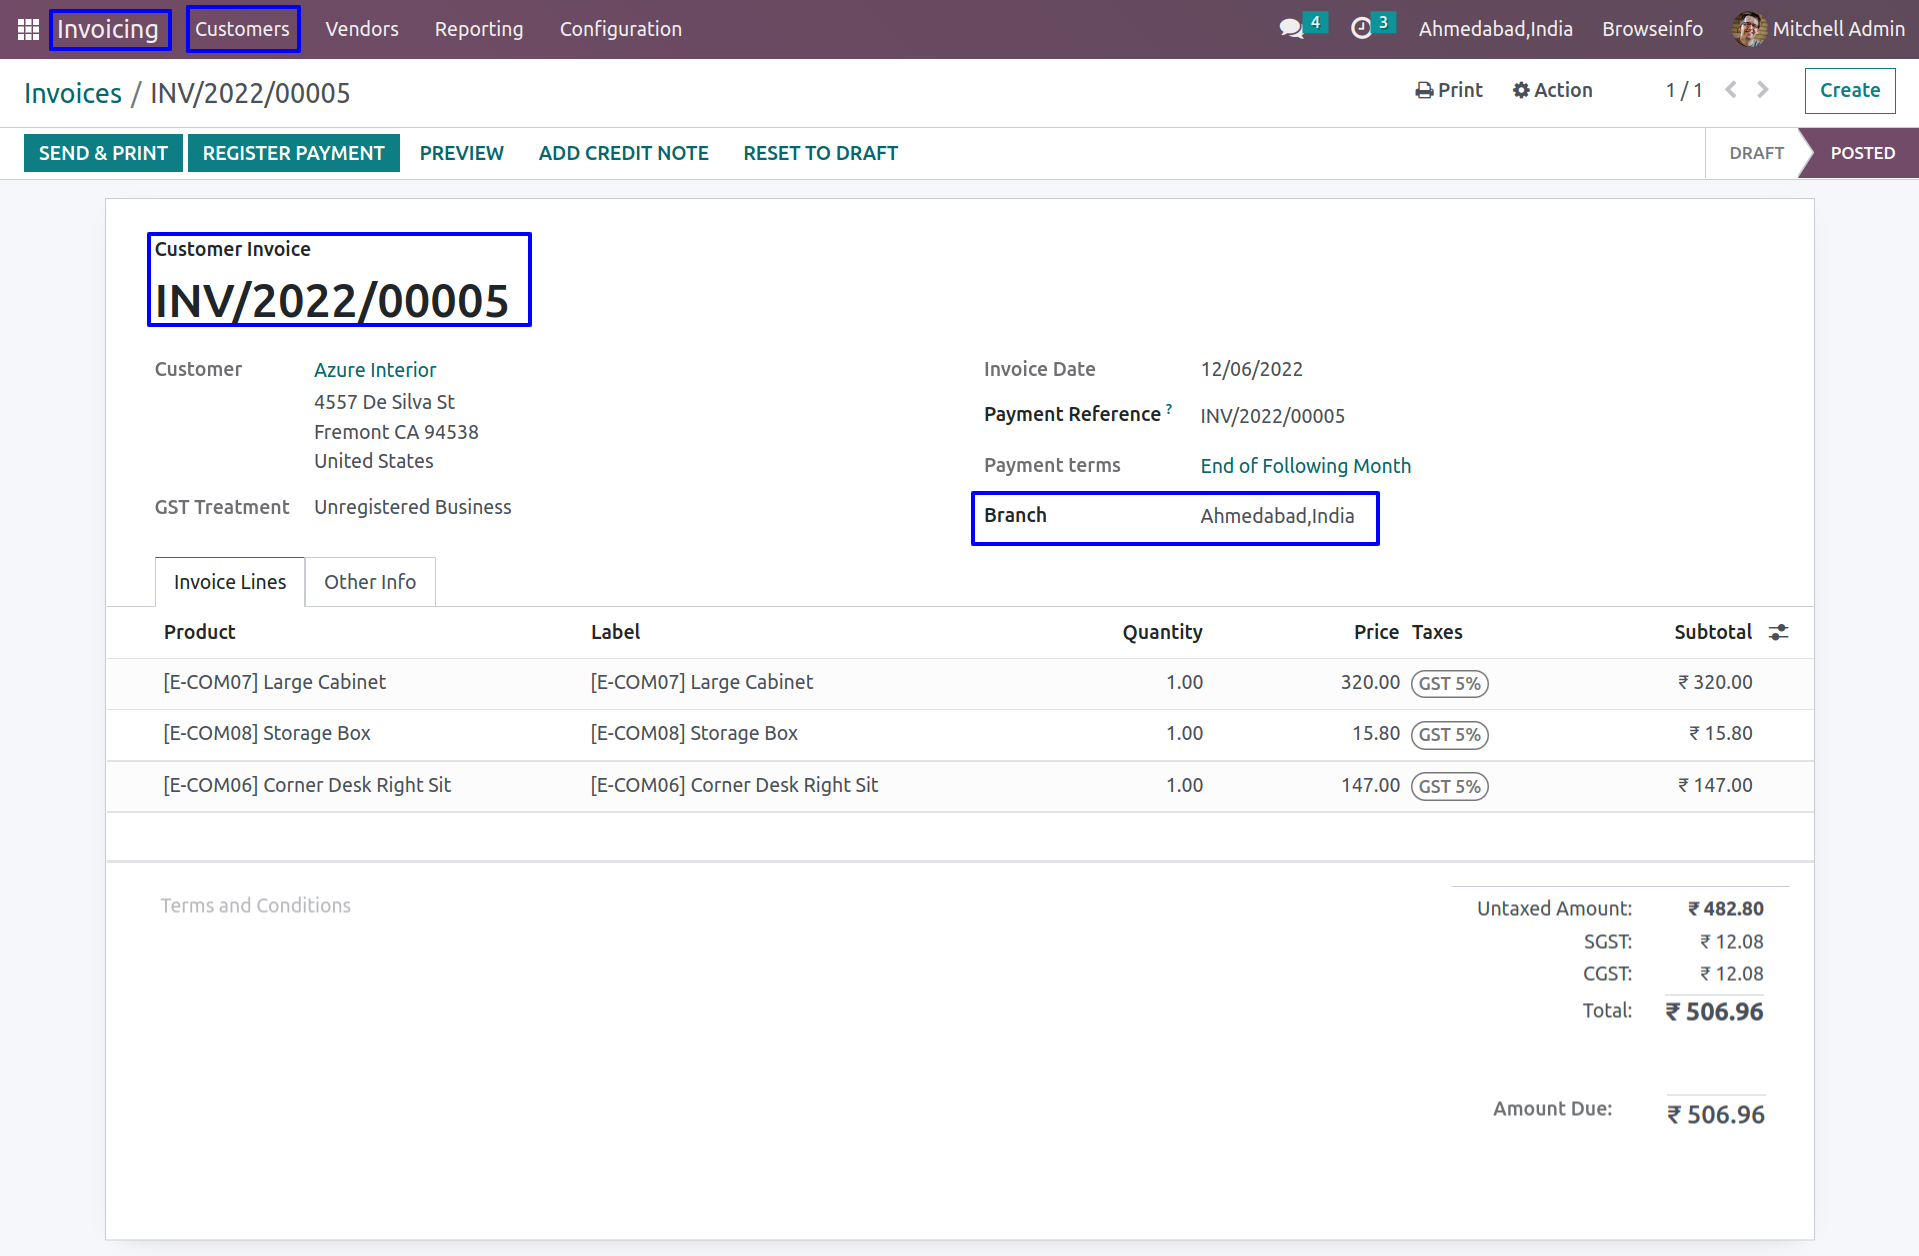 Invoicing Customers Vendors Reporting Configuration 4 3 Ahmedabad,India Browseinfo Mitchell Admin
Invoices / INV/2022/00005 Print Action 1 / 1 Create
SEND & PRINT REGISTER PAYMENT PREVIEW ADD CREDIT NOTE RESET TO DRAFT DRAFT POSTED
Customer Invoice
INV/2022/00005
Customer Azure Interior Invoice Date 12/06/2022
4557 De Silva St
Payment Reference ? INV/2022/00005
Fremont CA 94538
United States Payment terms End of Following Month
GST Treatment Unregistered Business Branch Ahmedabad,India
Invoice Lines Other Info
Product Label Quantity Price Taxes Subtotal
[E-COM07] Large Cabinet [E-COM07] Large Cabinet 1.00 320.00 GST 5% ₹ 320.00
[E-COM08] Storage Box [E-COM08] Storage Box 1.00 15.80 GST 5% ₹ 15.80
[E-COM06] Corner Desk Right Sit [E-COM06] Corner Desk Right Sit 1.00 147.00 GST 5% ₹ 147.00
Terms and Conditions Untaxed Amount: ₹ 482.80
SGST: ₹ 12.08
CGST: ₹ 12.08
Total: ₹ 506.96
Amount Due: ₹ 506.96